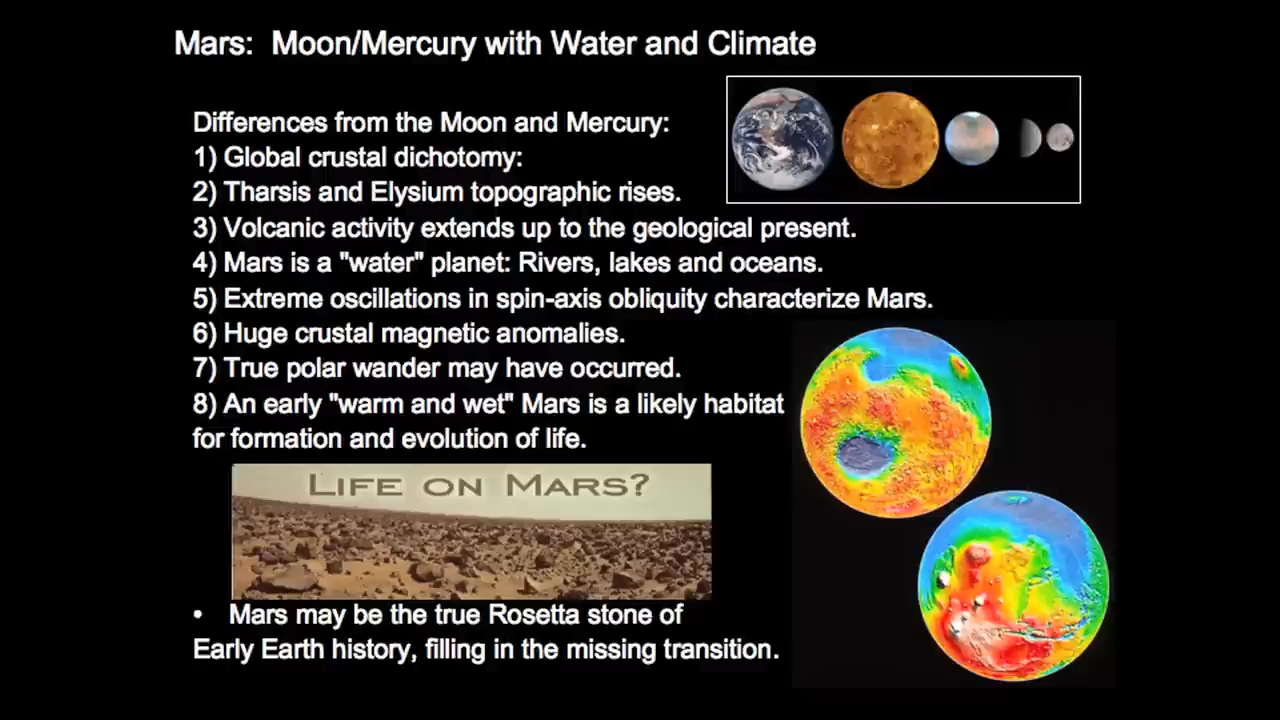 Mars:  Moon/Mercury with Water and Climate
Differences from the Moon and Mercury:
1) Global crustal dichotomy:
2) Tharsis and Elysium topographic rises.
3) Volcanic activity extends up to the geological present.
4) Mars is a "water" planet: Rivers, lakes and oceans.
5) Extreme oscillations in spin-axis obliquity characterize Mars.
6) Huge crustal magnetic anomalies.
7) True polar wander may have occurred.
8) An early "warm and wet" Mars is a likely habitat
for formation and evolution of life.
LIFE ON MARS?
• Mars may be the true Rosetta stone of
Early Earth history, filling in the missing transition.